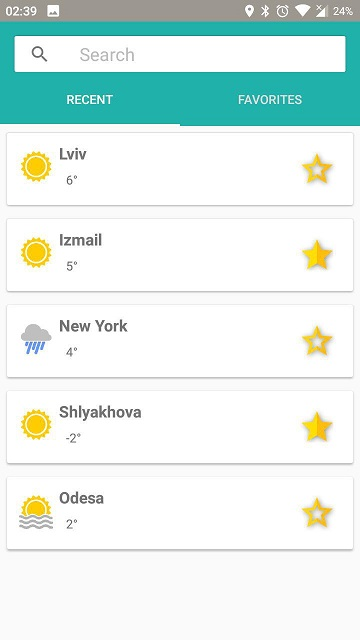 02:39 24%
Search
RECENT FAVORITES
Lviv
6°
Izmail
5°
New York
4°
Shlyakhova
-2°
Odesa
2°